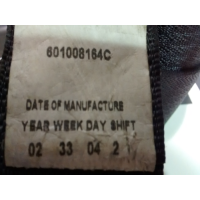 601008164C
DATE OF MANUFACTURE
YEAR WEEK DAY SHIFT
02 33 04 2